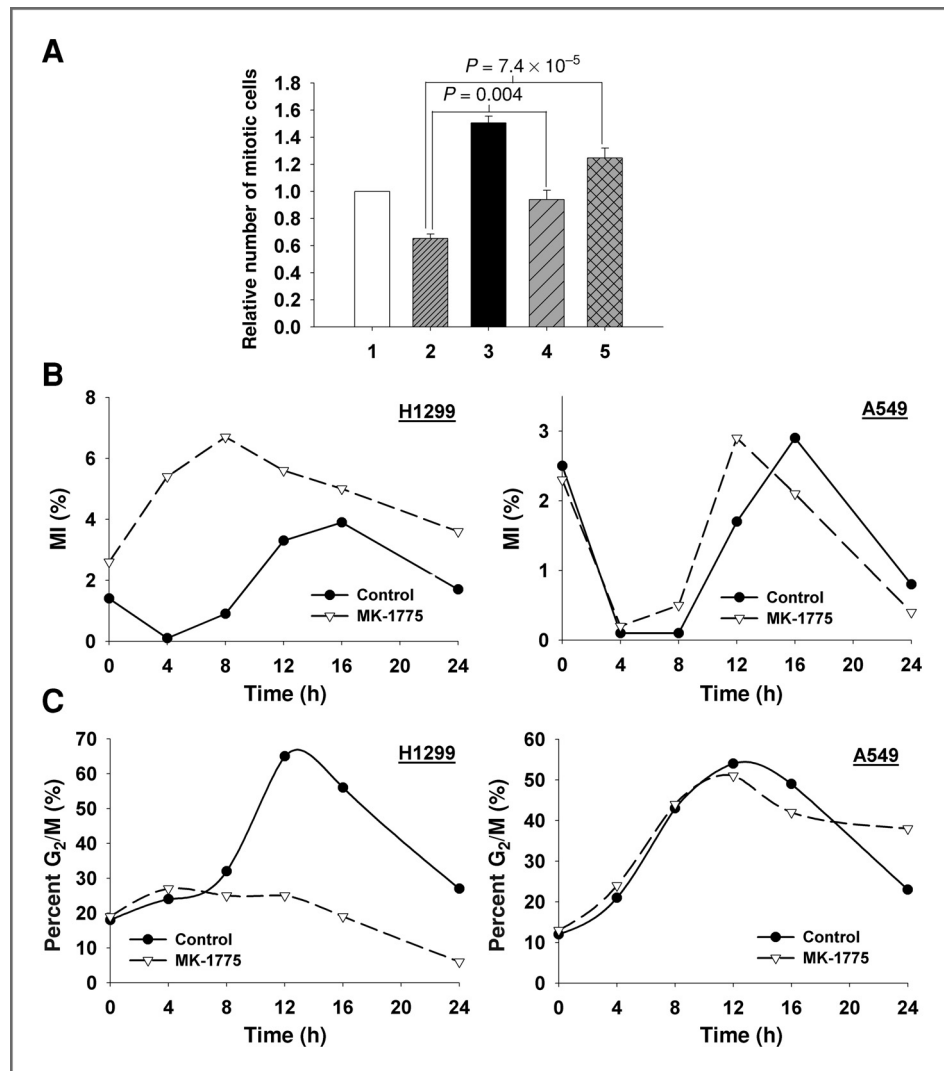 A
P = 7.4 × 10⁻⁵
P = 0.004
Relative number of mitotic cells
1.8
1.6
1.4
1.2
1.0
0.8
0.6
0.4
0.2
0.0
1 2 3 4 5
B
H1299
MI (%)
8
6
4
2
0
Control
MK-1775
0 4 8 12 16 20 24
Time (h)
A549
MI (%)
3
2
1
0
Control
MK-1775
0 4 8 12 16 20 24
Time (h)
C
H1299
Percent G₂/M (%)
70
60
50
40
30
20
10
0
Control
MK-1775
0 4 8 12 16 20 24
Time (h)
A549
Percent G₂/M (%)
60
50
40
30
20
10
0
Control
MK-1775
0 4 8 12 16 20 24
Time (h)